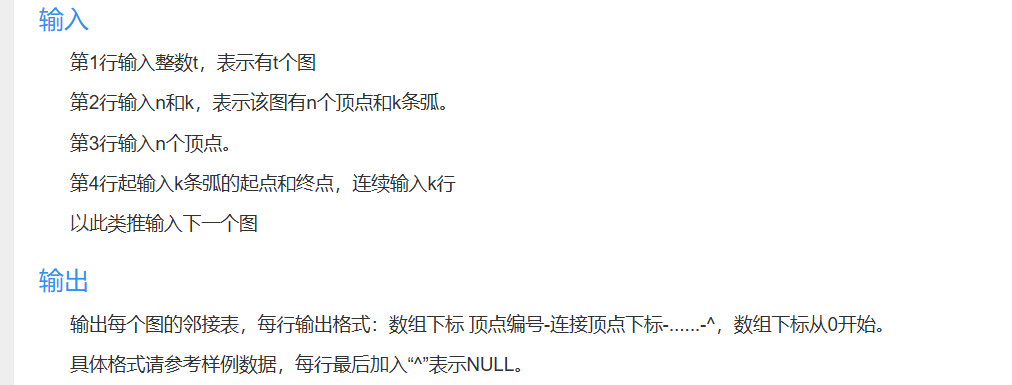 输入
第1行输入整数t，表示有t个图
第2行输入n和k，表示该图有n个顶点和k条弧。
第3行输入n个顶点。
第4行起输入k条弧的起点和终点，连续输入k行
以此类推输入下一个图
输出
输出每个图的邻接表，每行输出格式：数组下标 顶点编号-连接顶点下标-......-^，数组下标从0开始。
具体格式请参考样例数据，每行最后加入“^”表示NULL。